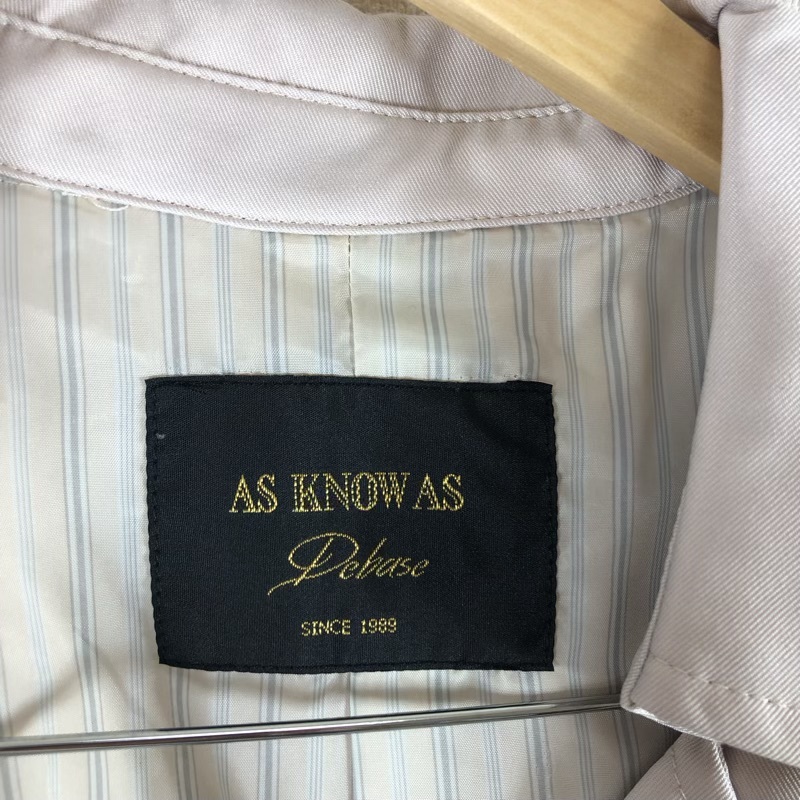 AS KNOW AS
Debase
SINCE 1989